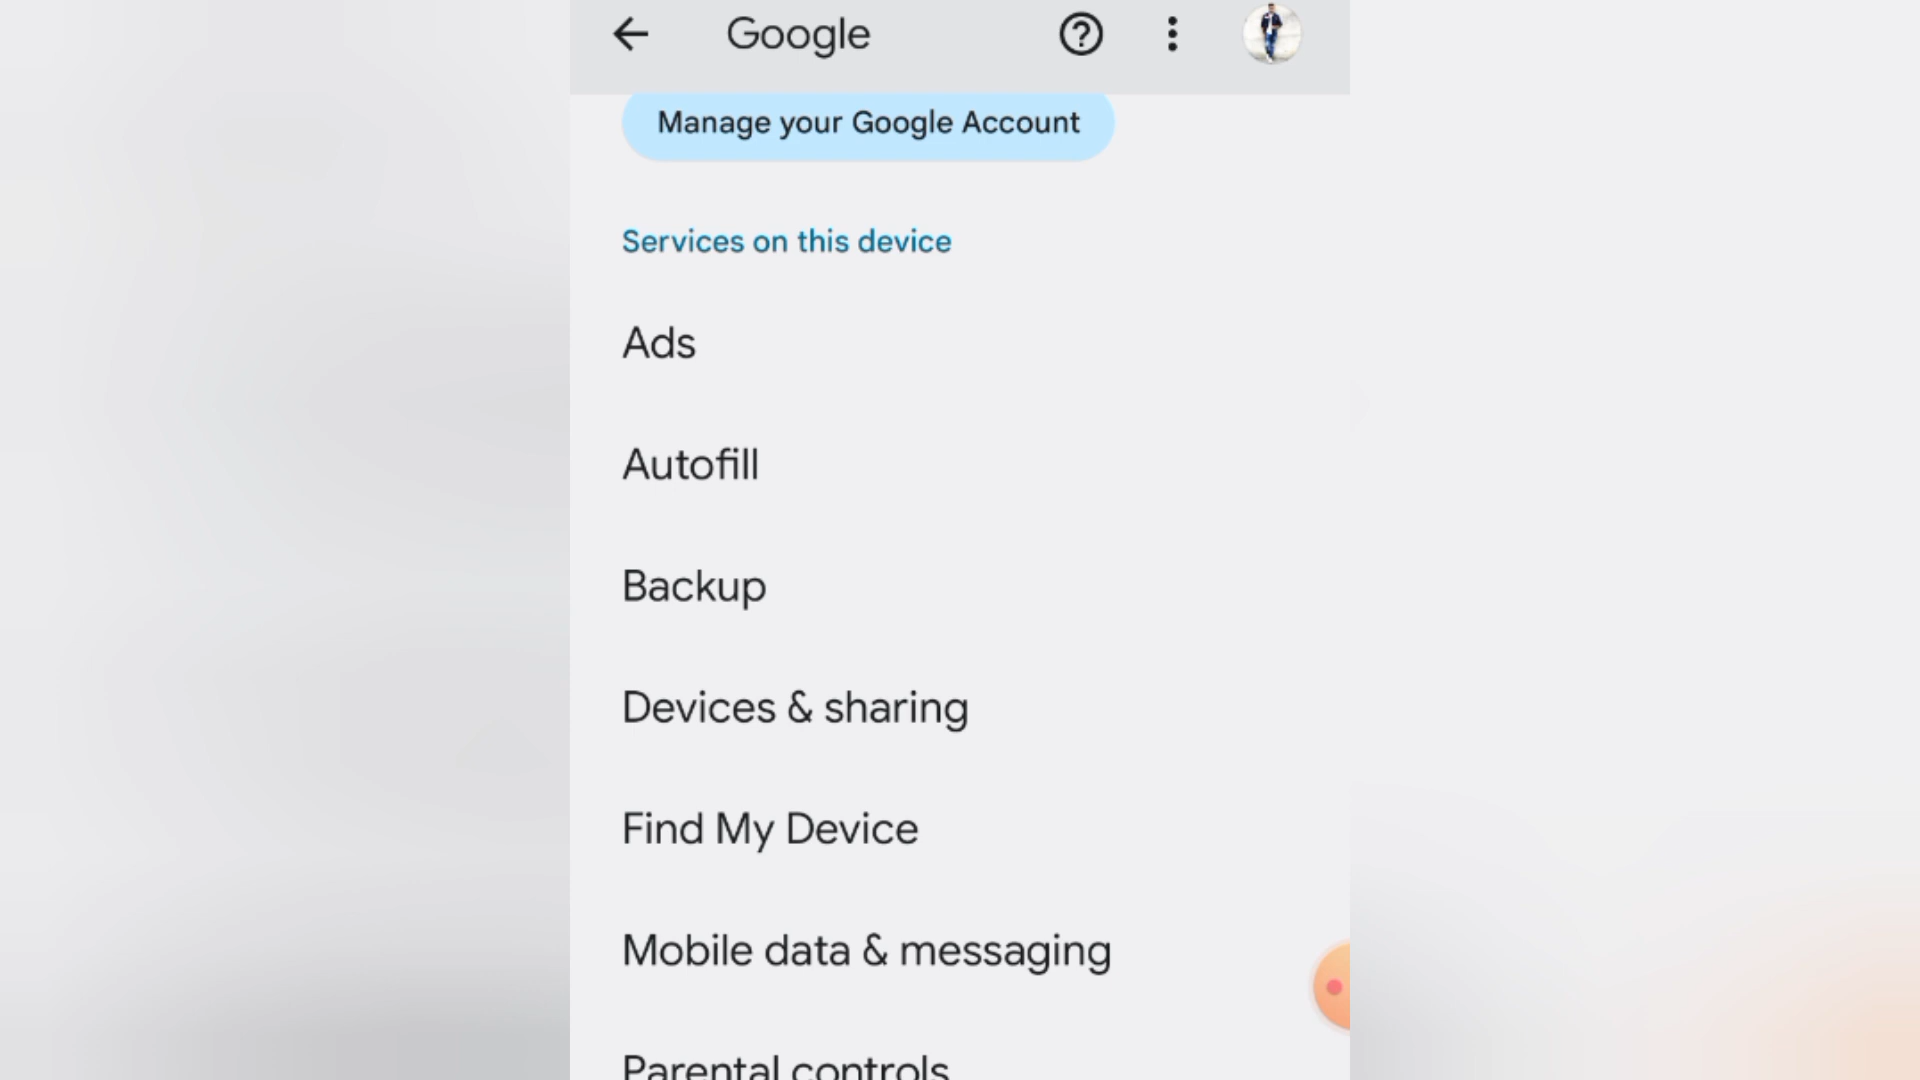 Google
Manage your Google Account
Services on this device
Ads
Autofill
Backup
Devices & sharing
Find My Device
Mobile data & messaging
Parental controls